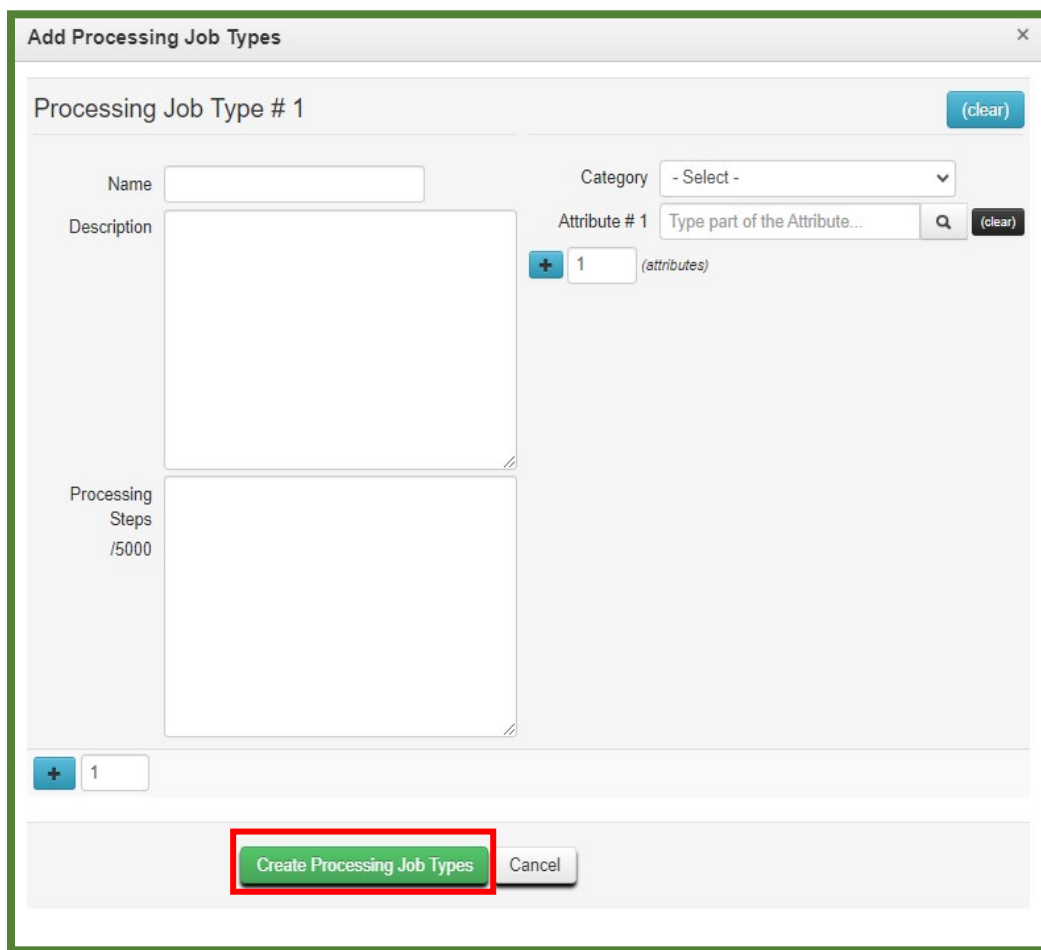 Add Processing Job Types ×
Processing Job Type # 1
(clear)
Name
Description
Processing
Steps
/5000
Category - Select -
Attribute # 1 Type part of the Attribute... (clear)
+ 1 (attributes)
+ 1
Create Processing Job Types Cancel